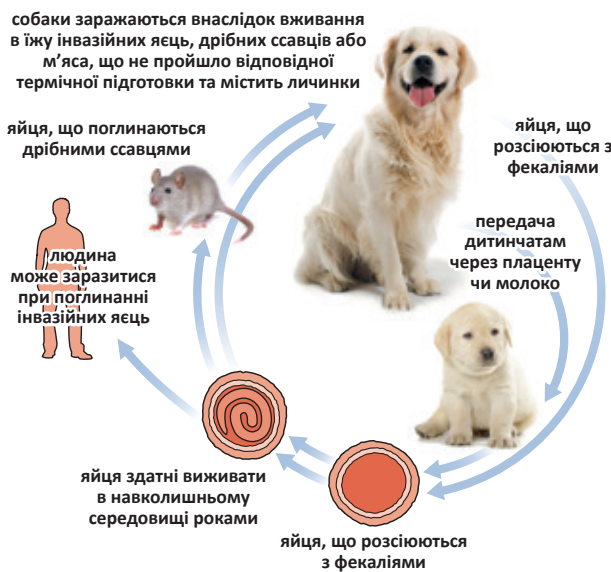 собаки заражаються внаслідок вживання
в їжу інвазійних яєць, дрібних ссавців або
м’яса, що не пройшло відповідної
термічної підготовки та містить личинки
яйця, що поглинаються
дрібними ссавцями
яйця, що
розсіюються з
фекаліями
передача
дитинчатам
через плаценту
чи молоко
людина
може заразитися
при поглинанні
інвазійних яєць
яйця здатні виживати
в навколишньому
середовищі роками
яйця, що розсіюються
з фекаліями